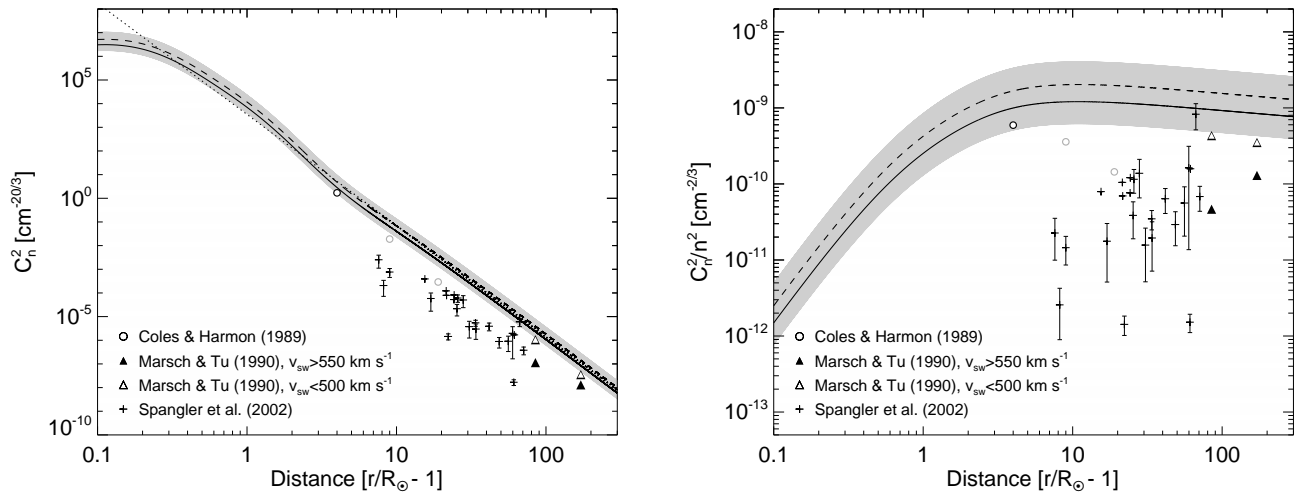 C_n^2 [cm^-20/3]
10^5
10^0
10^-5
10^-10
○ Coles & Harmon (1989)
▲ Marsch & Tu (1990), v_sw>550 km s^-1
△ Marsch & Tu (1990), v_sw<500 km s^-1
+ Spangler et al. (2002)
0.1 1 10 100
Distance [r/R_☉ - 1]
C_n^2/n^2 [cm^-2/3]
10^-8
10^-9
10^-10
10^-11
10^-12
10^-13
○ Coles & Harmon (1989)
▲ Marsch & Tu (1990), v_sw>550 km s^-1
△ Marsch & Tu (1990), v_sw<500 km s^-1
+ Spangler et al. (2002)
0.1 1 10 100
Distance [r/R_☉ - 1]